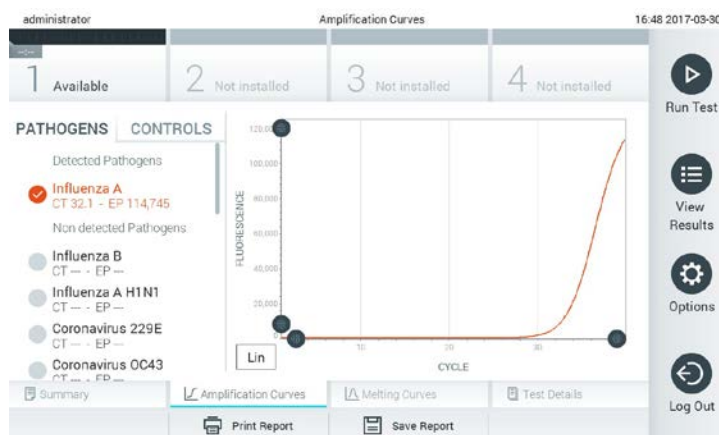 administrator
Amplification Curves
16:48 2017-03-30
1 Available
2 Not installed
3 Not installed
4 Not installed
Run Test
View
Results
Options
Log Out
PATHOGENS
CONTROLS
Detected Pathogens
Influenza A
CT 32.1 - EP 114,745
Non detected Pathogens
Influenza B
CT --- - EP ---
Influenza A H1N1
CT --- - EP ---
Coronavirus 229E
CT --- - EP ---
Coronavirus OC43
CT --- - EP ---
FLUORESCENCE
100,000
80,000
60,000
40,000
20,000
0
10
20
30
CYCLE
Lin
Summary
Amplification Curves
Melting Curves
Test Details
Print Report
Save Report